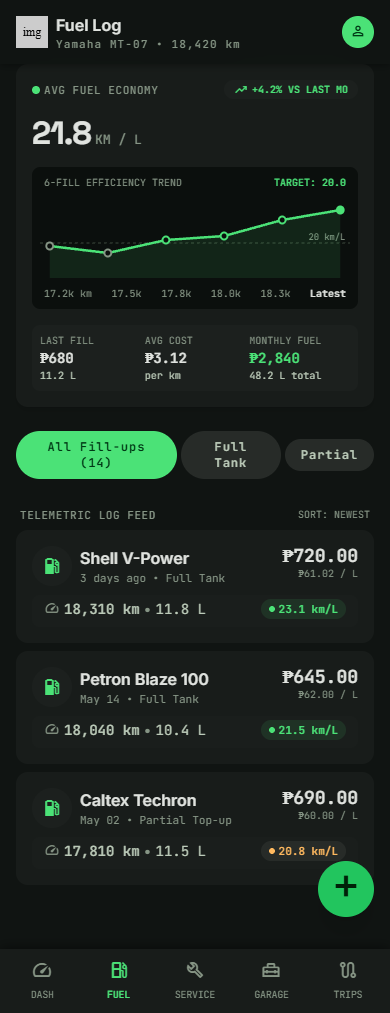 img
Fuel Log
Yamaha MT-07 • 18,420 km
AVG FUEL ECONOMY
+4.2% VS LAST MO
21.8 KM / L
6-FILL EFFICIENCY TREND
TARGET: 20.0
20 km/L
17.2k km 17.5k 17.8k 18.0k 18.3k Latest
LAST FILL AVG COST MONTHLY FUEL
₱680 ₱3.12 ₱2,840
11.2 L per km 48.2 L total
All Fill-ups
(14)
Full
Tank
Partial
TELEMETRIC LOG FEED
SORT: NEWEST
Shell V-Power
₱720.00
3 days ago • Full Tank
₱61.02 / L
18,310 km • 11.8 L
23.1 km/L
Petron Blaze 100
₱645.00
May 14 • Full Tank
₱62.00 / L
18,040 km • 10.4 L
21.5 km/L
Caltex Techron
₱690.00
May 02 • Partial Top-up
₱60.00 / L
17,810 km • 11.5 L
20.8 km/L
+
DASH FUEL SERVICE GARAGE TRIPS